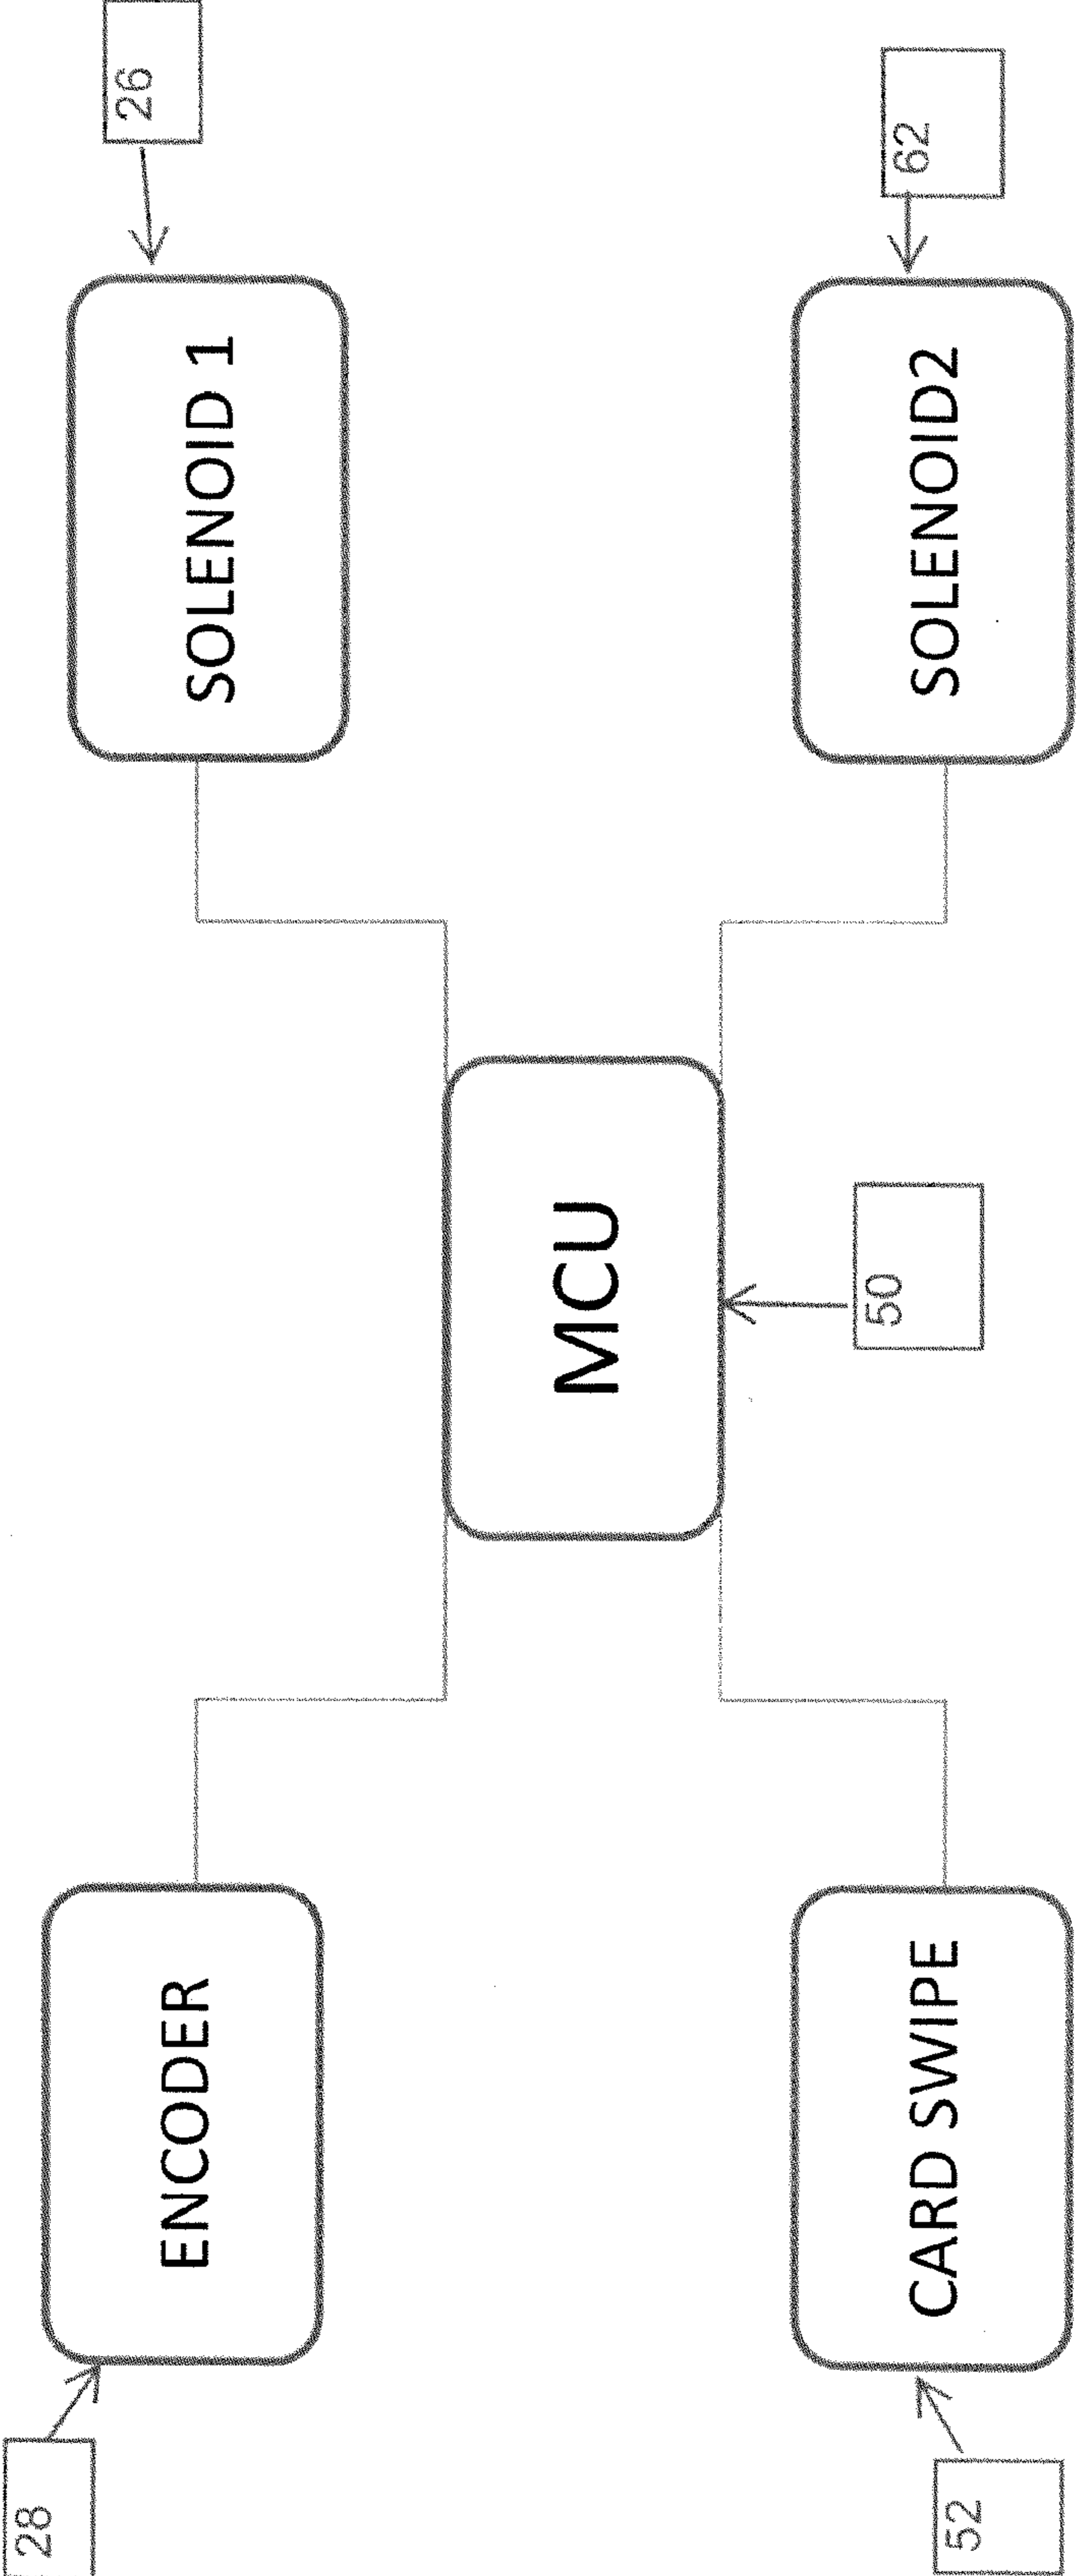 28
ENCODER
SOLENOID 1
26
MCU
50
52
CARD SWIPE
SOLENOID2
62